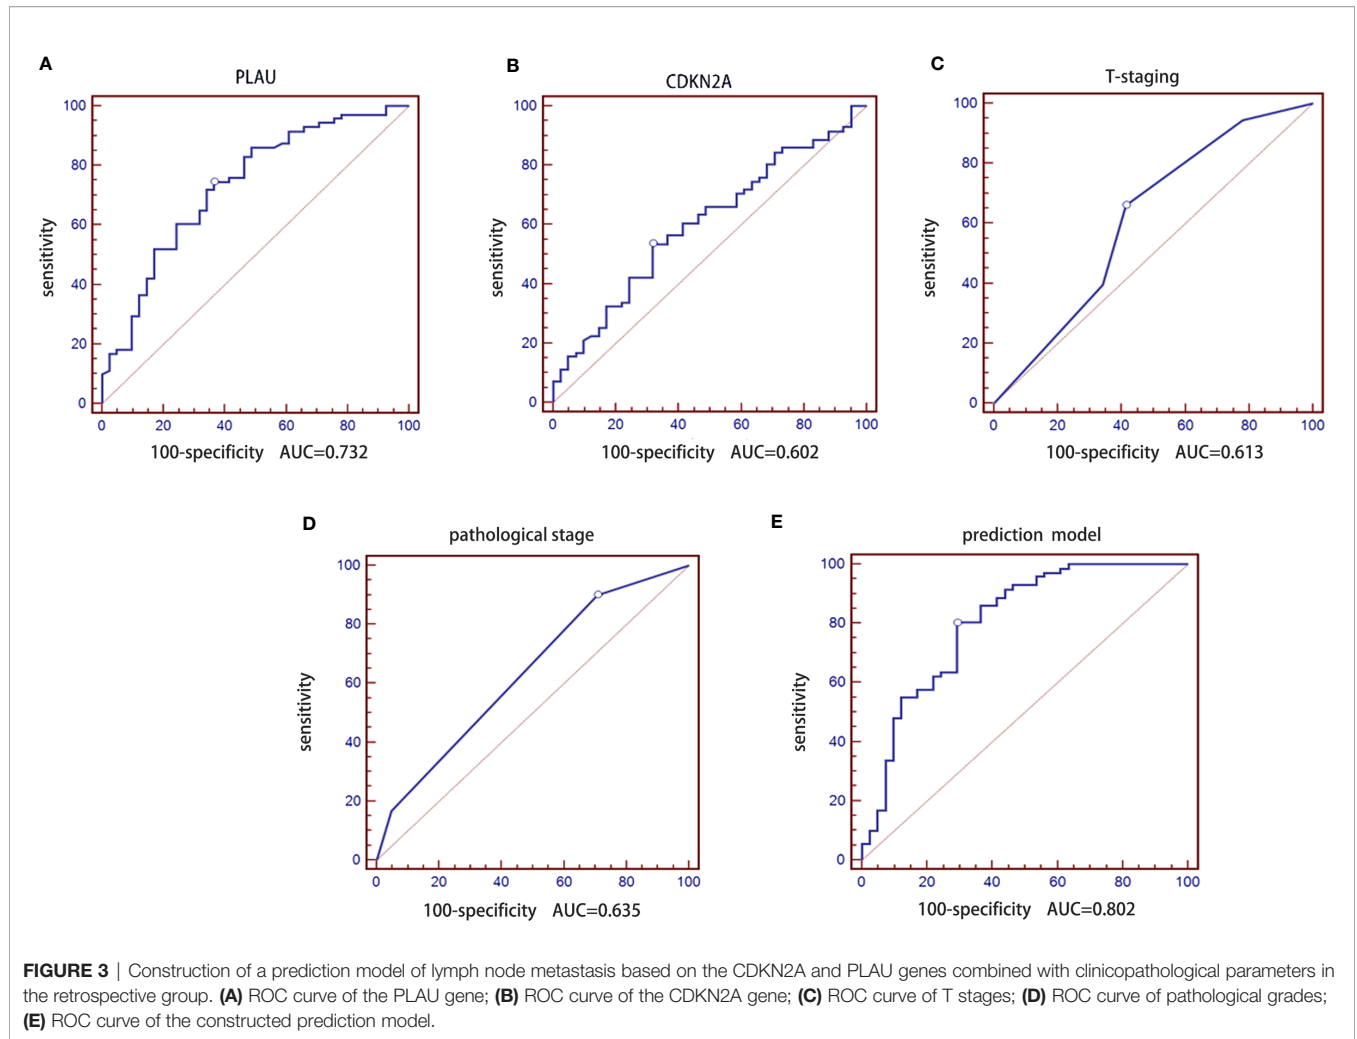 A
PLAU
100
80
60
40
20
0
sensitivity
0 20 40 60 80 100
100-specificity AUC=0.732
B
CDKN2A
100
80
60
40
20
0
sensitivity
0 20 40 60 80 100
100-specificity AUC=0.602
C
T-staging
100
80
60
40
20
0
sensitivity
0 20 40 60 80 100
100-specificity AUC=0.613
D
pathological stage
100
80
60
40
20
0
sensitivity
0 20 40 60 80 100
100-specificity AUC=0.635
E
prediction model
100
80
60
40
20
0
sensitivity
0 20 40 60 80 100
100-specificity AUC=0.802
FIGURE 3 | Construction of a prediction model of lymph node metastasis based on the CDKN2A and PLAU genes combined with clinicopathological parameters in
the retrospective group. (A) ROC curve of the PLAU gene; (B) ROC curve of the CDKN2A gene; (C) ROC curve of T stages; (D) ROC curve of pathological grades;
(E) ROC curve of the constructed prediction model.